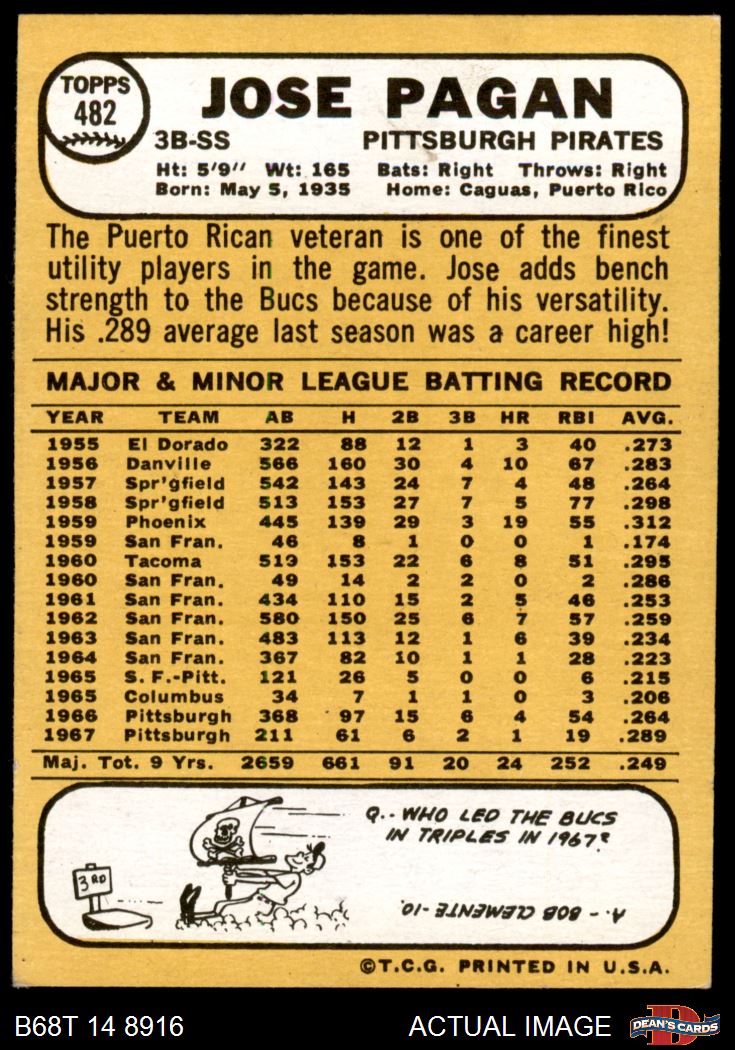 TOPPS
482
JOSE PAGAN
3B-SS PITTSBURGH PIRATES
Ht: 5'9" Wt: 165 Bats: Right Throws: Right
Born: May 5, 1935 Home: Caguas, Puerto Rico
The Puerto Rican veteran is one of the finest
utility players in the game. Jose adds bench
strength to the Bucs because of his versatility.
His .289 average last season was a career high!
MAJOR & MINOR LEAGUE BATTING RECORD
YEAR TEAM AB H 2B 3B HR RBI AVG.
1955 El Dorado 322 88 12 1 3 40 .273
1956 Danville 566 160 30 4 10 67 .283
1957 Spr'gfield 542 143 24 7 4 48 .264
1958 Spr'gfield 513 153 27 7 5 77 .298
1959 Phoenix 445 139 29 3 19 55 .312
1959 San Fran. 46 8 1 0 0 1 .174
1960 Tacoma 519 153 22 6 8 51 .295
1960 San Fran. 49 14 2 2 0 2 .286
1961 San Fran. 434 110 15 2 5 46 .253
1962 San Fran. 580 150 25 6 7 57 .259
1963 San Fran. 483 113 12 1 6 39 .234
1964 San Fran. 367 82 10 1 1 28 .223
1965 S. F.-Pitt. 121 26 5 0 0 6 .215
1965 Columbus 34 7 1 1 0 3 .206
1966 Pittsburgh 368 97 15 6 4 54 .264
1967 Pittsburgh 211 61 6 2 1 19 .289
Maj. Tot. 9 Yrs. 2659 661 91 20 24 252 .249
3RD
Q.- WHO LED THE BUCS
IN TRIPLES IN 1967?
A.- BOB CLEMENTE-10.
©T.C.G. PRINTED IN U.S.A.
B68T 14 8916 ACTUAL IMAGE
D
DEAN'S CARDS